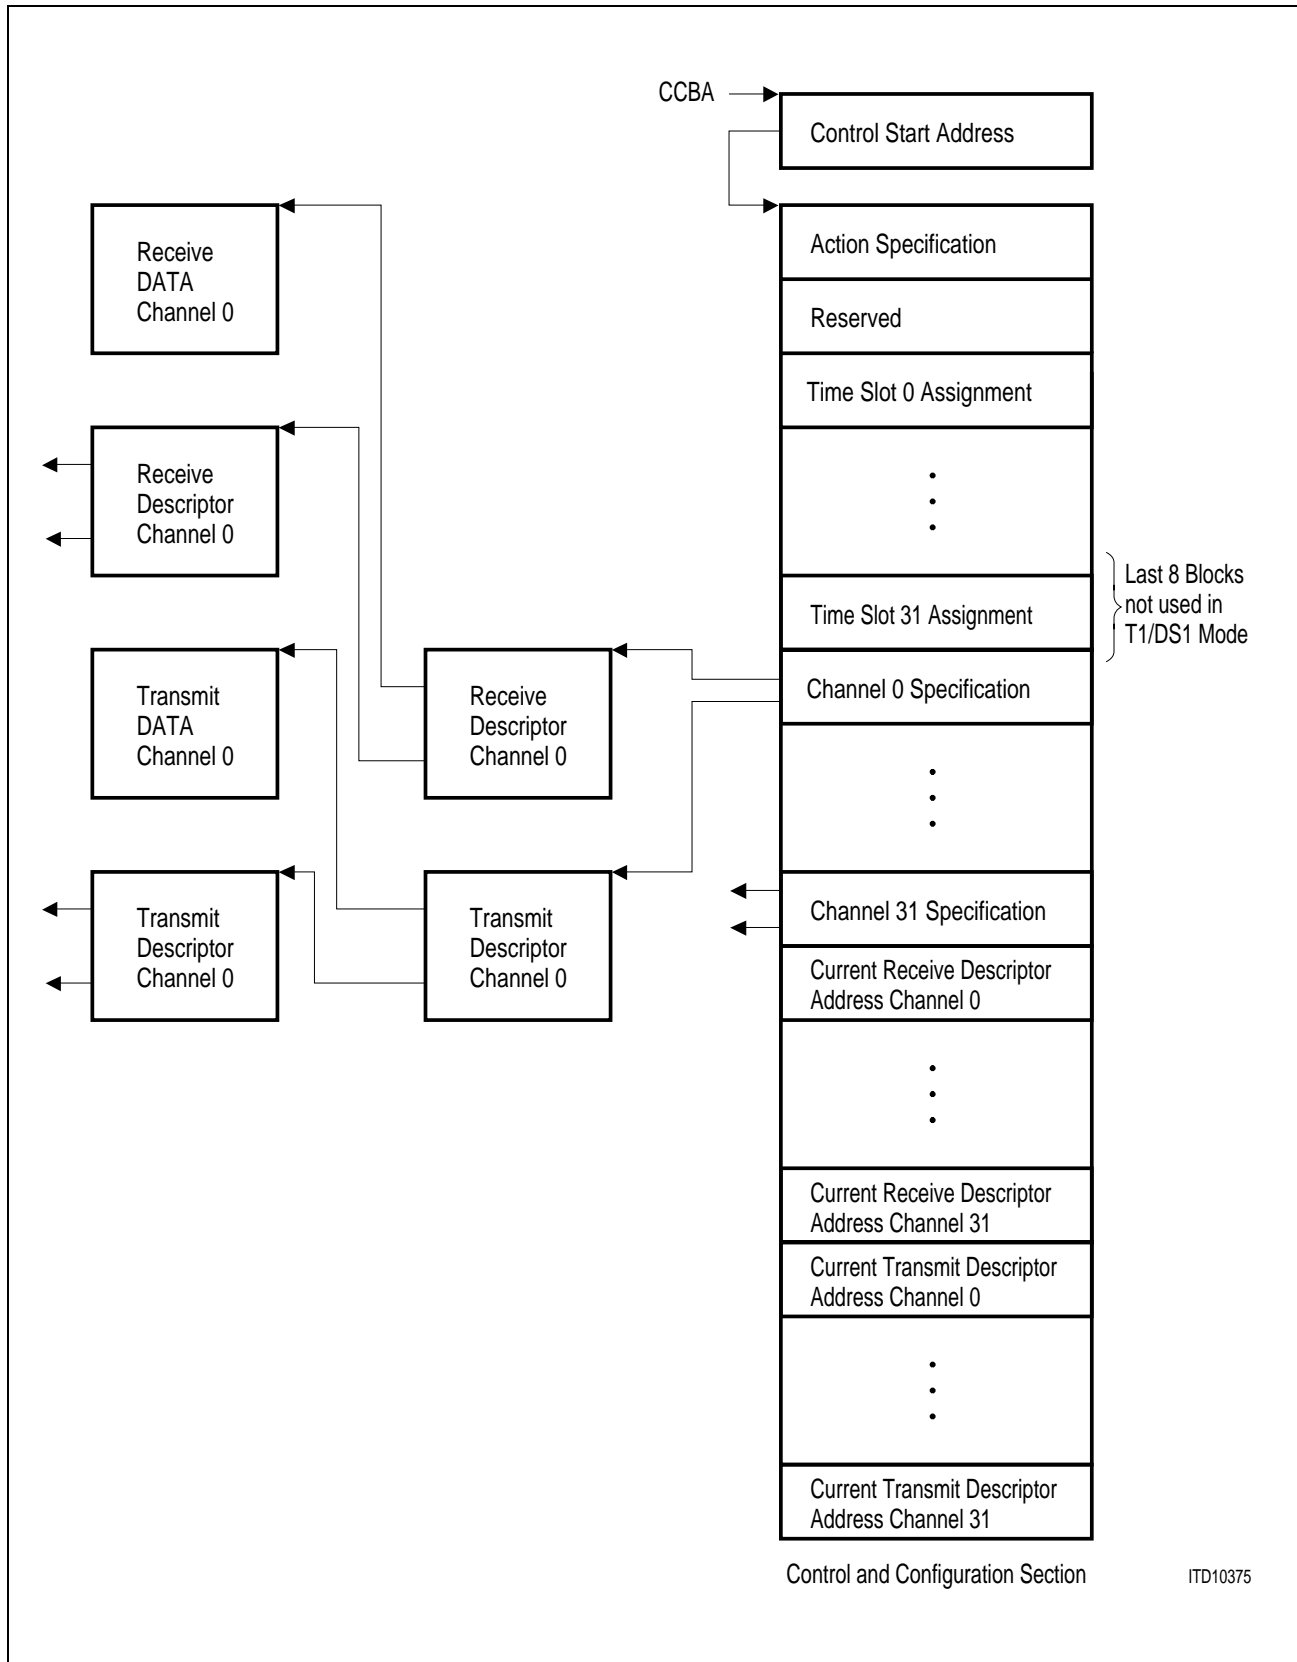 CCBA
Control Start Address
Action Specification
Reserved
Time Slot 0 Assignment
Time Slot 31 Assignment
Last 8 Blocks
not used in
T1/DS1 Mode
Channel 0 Specification
Channel 31 Specification
Current Receive Descriptor
Address Channel 0
Current Receive Descriptor
Address Channel 31
Current Transmit Descriptor
Address Channel 0
Current Transmit Descriptor
Address Channel 31
Receive
DATA
Channel 0
Receive
Descriptor
Channel 0
Transmit
DATA
Channel 0
Receive
Descriptor
Channel 0
Transmit
Descriptor
Channel 0
Transmit
Descriptor
Channel 0
Control and Configuration Section
ITD10375